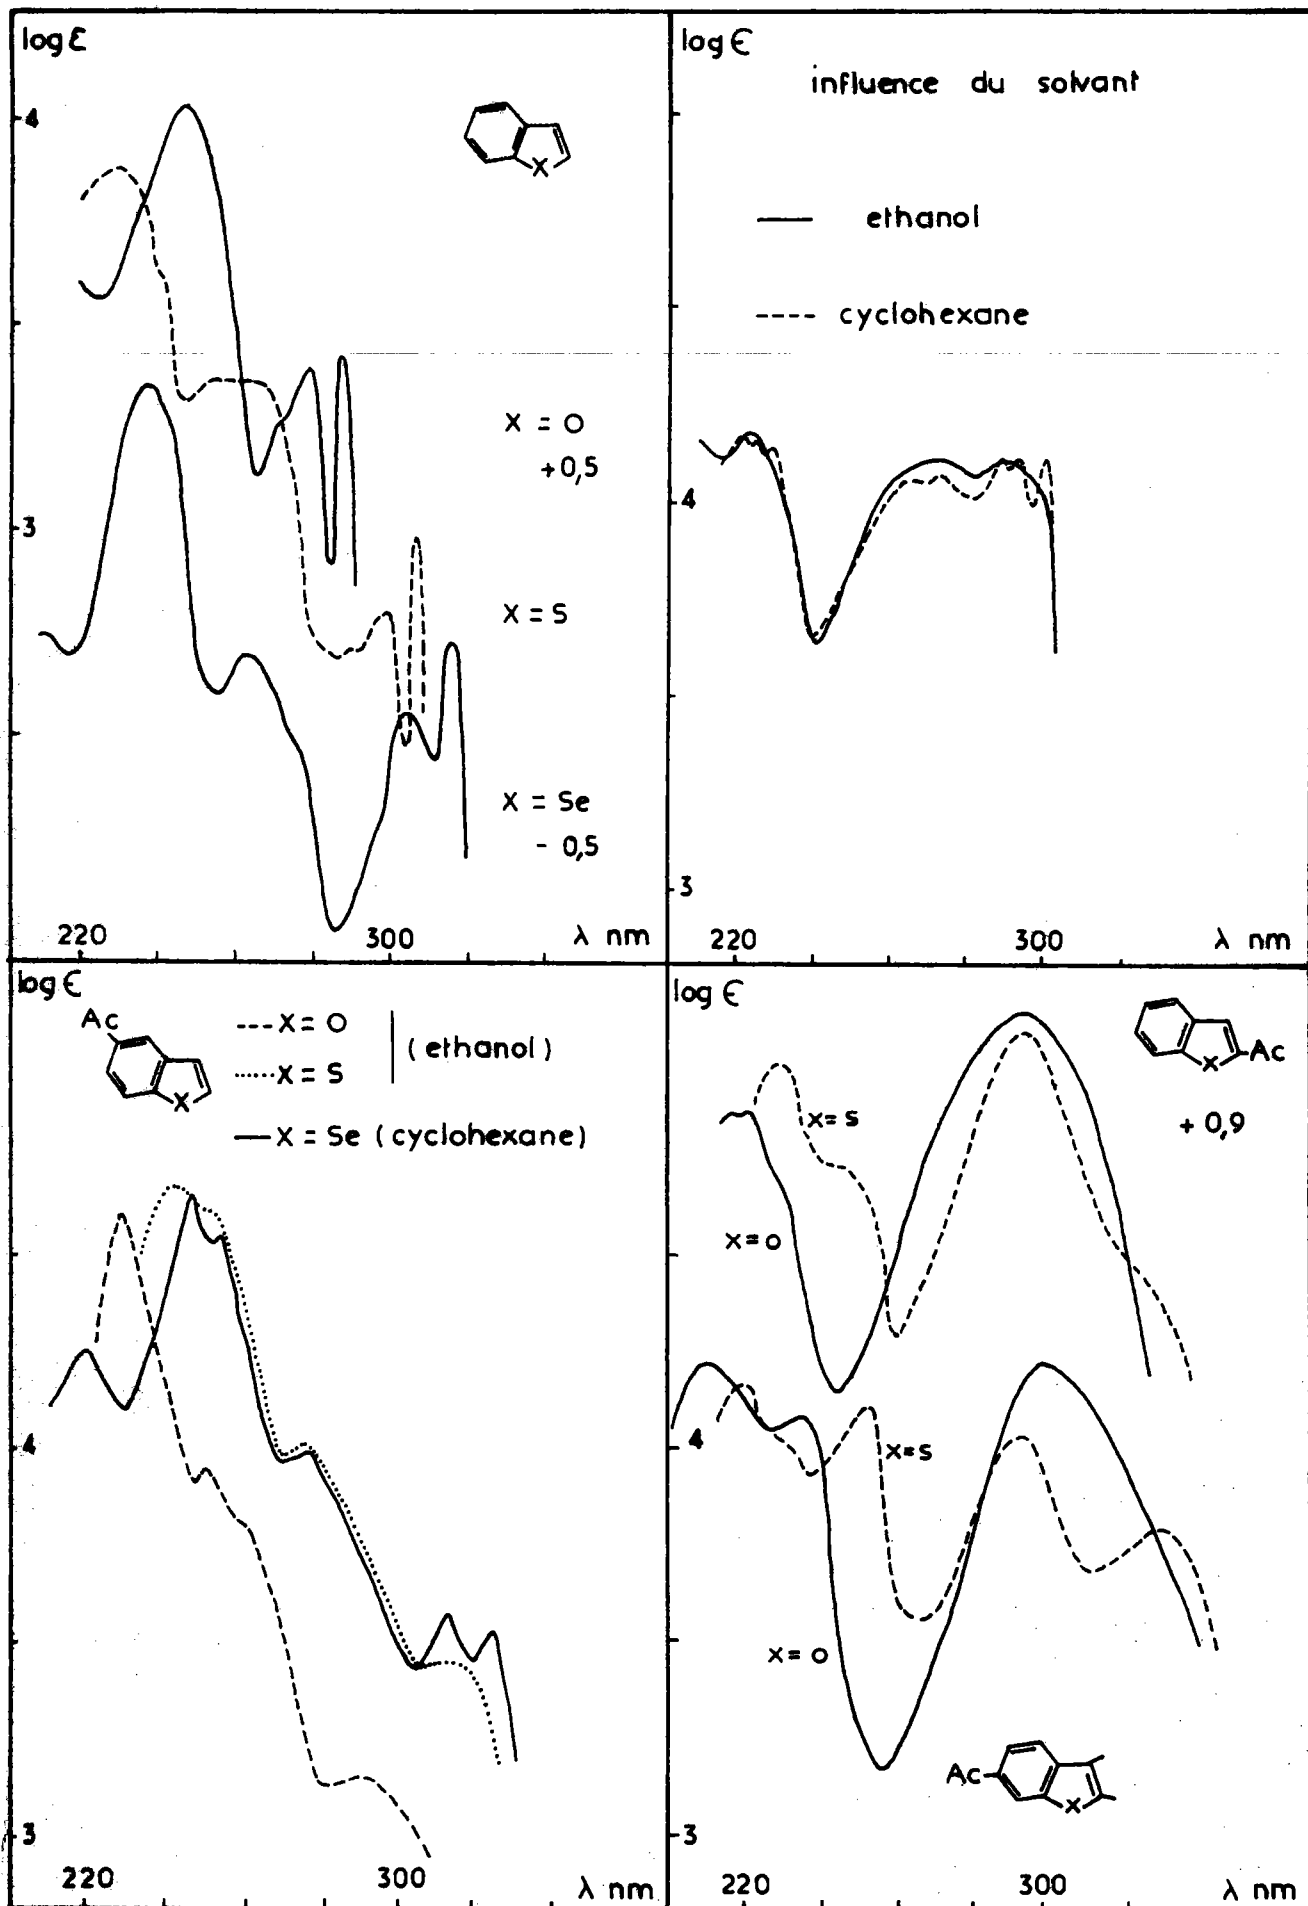 log ε
4
X
X = O
+0,5
3
X = S
X = Se
- 0,5
220 300 λ nm
log ϵ
influence du solvant
ethanol
cyclohexane
4
3
220 300 λ nm
log ϵ
Ac
X
X = O
(ethanol)
X = S
X = Se (cyclohexane)
4
3
220 300 λ nm
log ϵ
X
Ac
+ 0,9
X = S
X = O
4
X = S
X = O
Ac
X
3
220 300 λ nm